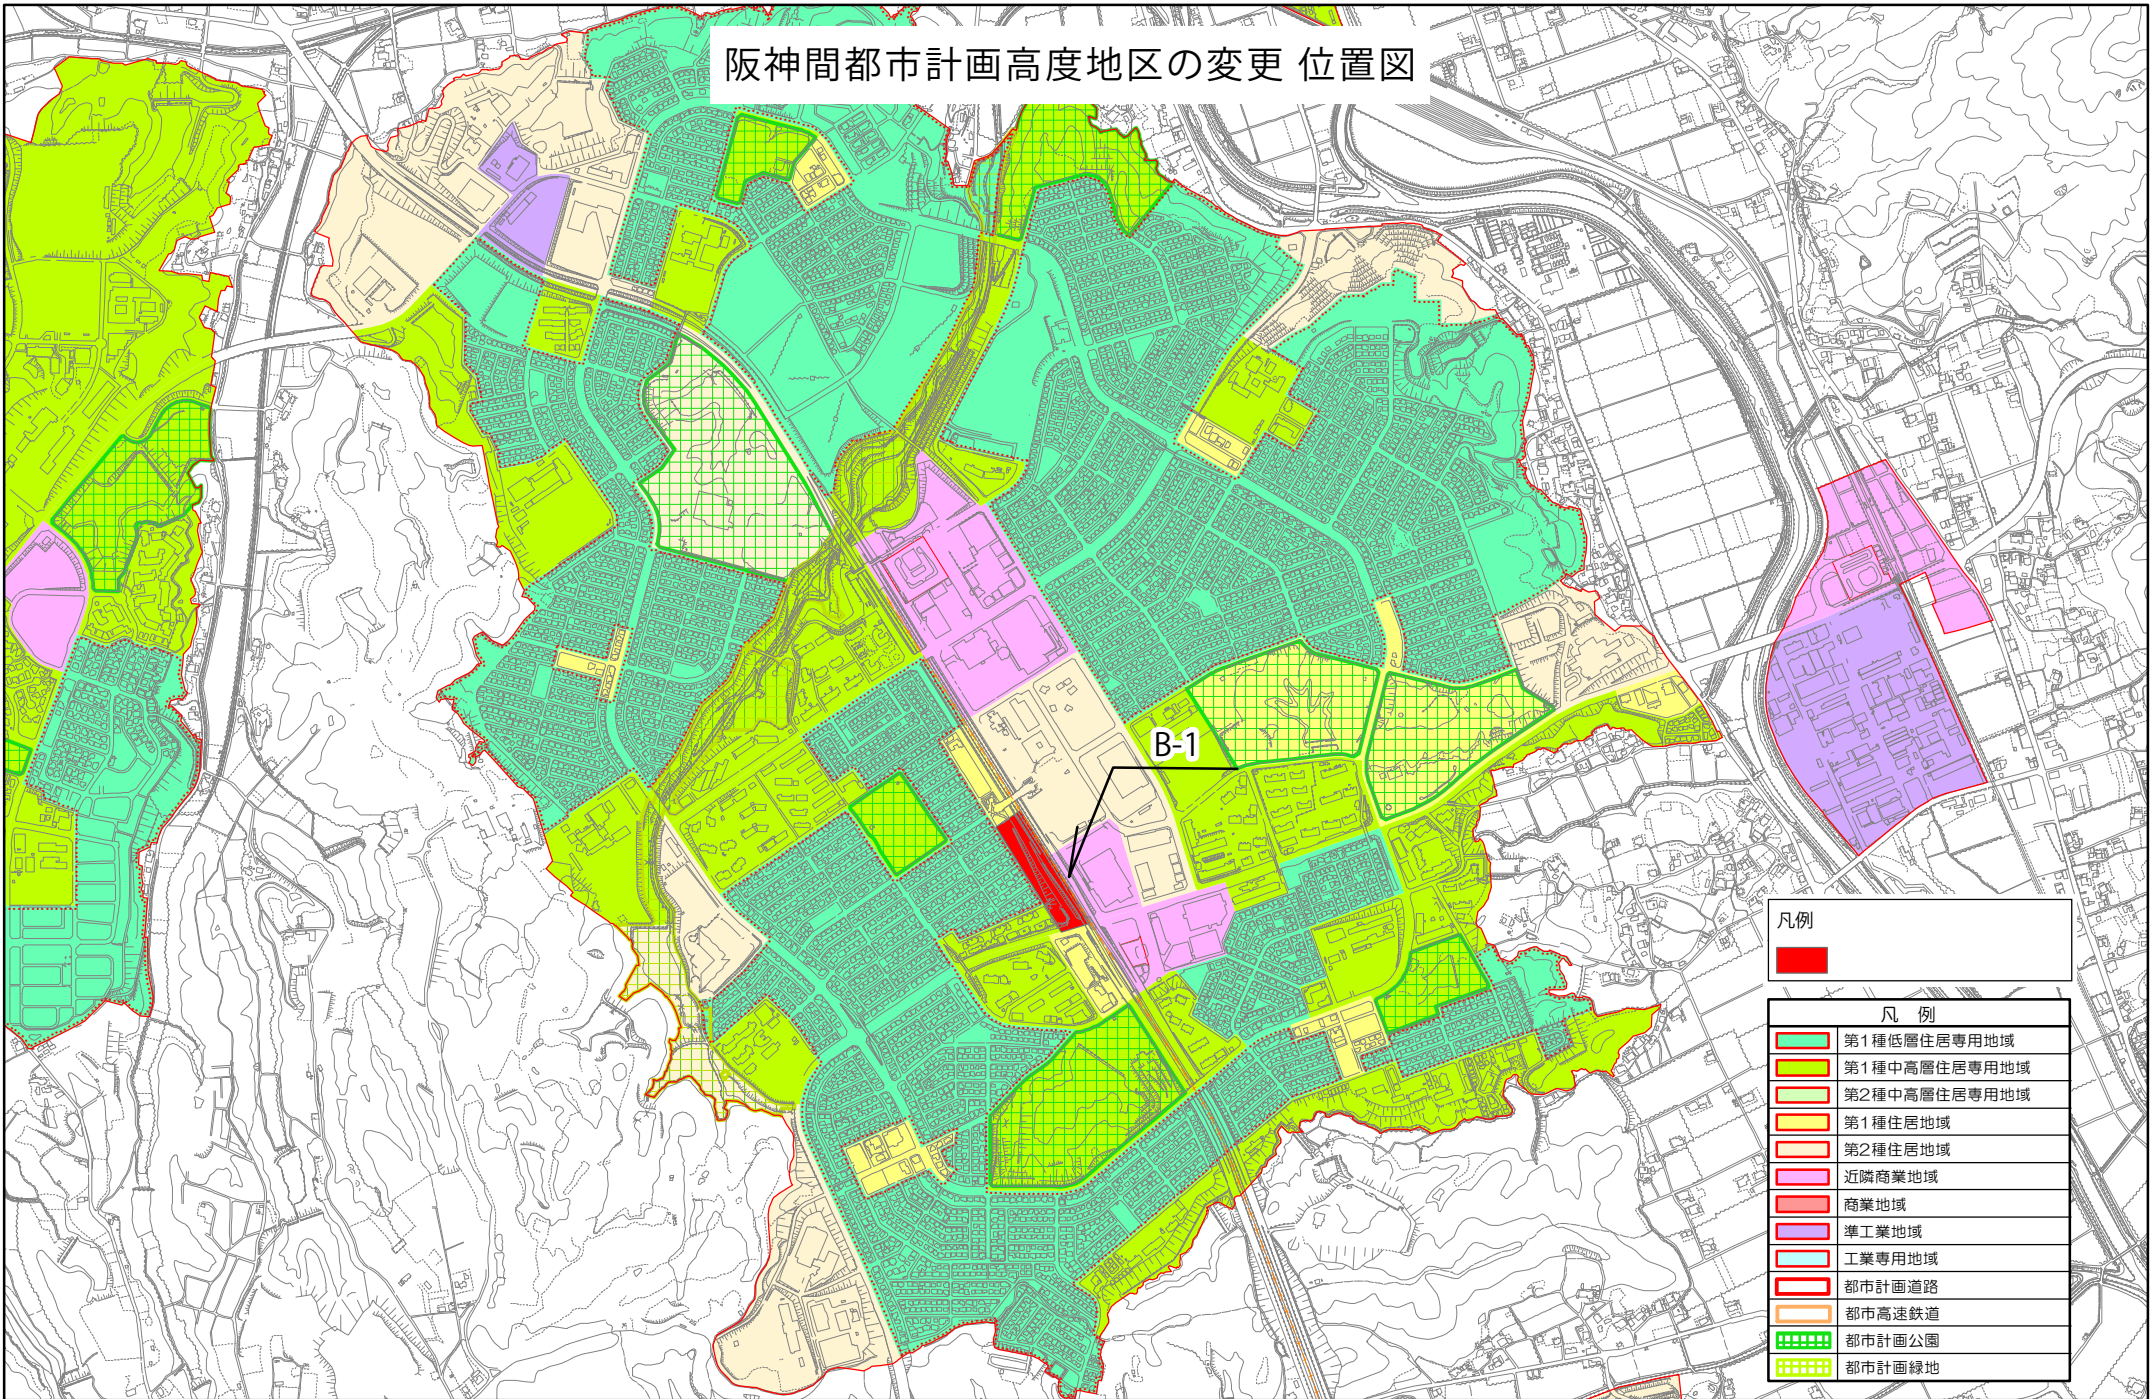 阪神間都市計画高度地区の変更 位置図
B-1
凡例
凡 例
第1種低層住居専用地域
第1種中高層住居専用地域
第2種中高層住居専用地域
第1種住居地域
第2種住居地域
近隣商業地域
商業地域
準工業地域
工業専用地域
都市計画道路
都市高速鉄道
都市計画公園
都市計画緑地